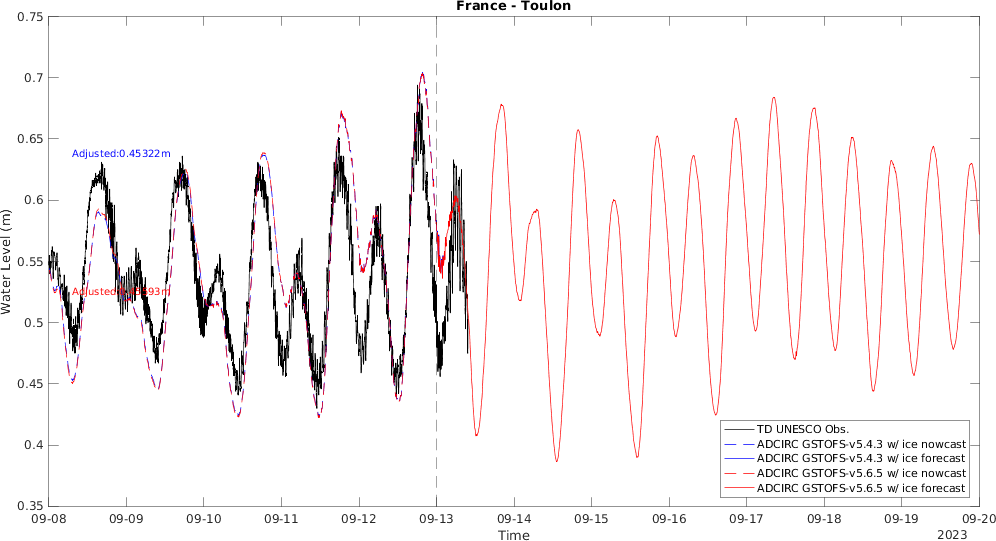 France - Toulon
0.75
0.7
0.65
0.6
0.55
0.5
0.45
0.4
0.35
Water Level (m)
Adjusted:0.45322m
09-08
09-09
09-10
09-11
09-12
09-13
09-14
09-15
09-16
09-17
09-18
09-19
09-20
Time
2023
TD UNESCO Obs.
ADCIRC GSTOFS-v5.4.3 w/ ice nowcast
ADCIRC GSTOFS-v5.4.3 w/ ice forecast
ADCIRC GSTOFS-v5.6.5 w/ ice nowcast
ADCIRC GSTOFS-v5.6.5 w/ ice forecast